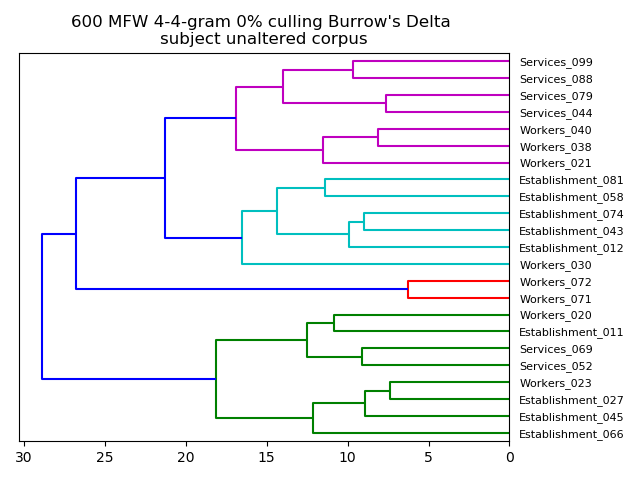 600 MFW 4-4-gram 0% culling Burrow's Delta
subject unaltered corpus
Services_099
Services_088
Services_079
Services_044
Workers_040
Workers_038
Workers_021
Establishment_081
Establishment_058
Establishment_074
Establishment_043
Establishment_012
Workers_030
Workers_072
Workers_071
Workers_020
Establishment_011
Services_069
Services_052
Workers_023
Establishment_027
Establishment_045
Establishment_066
30 25 20 15 10 5 0